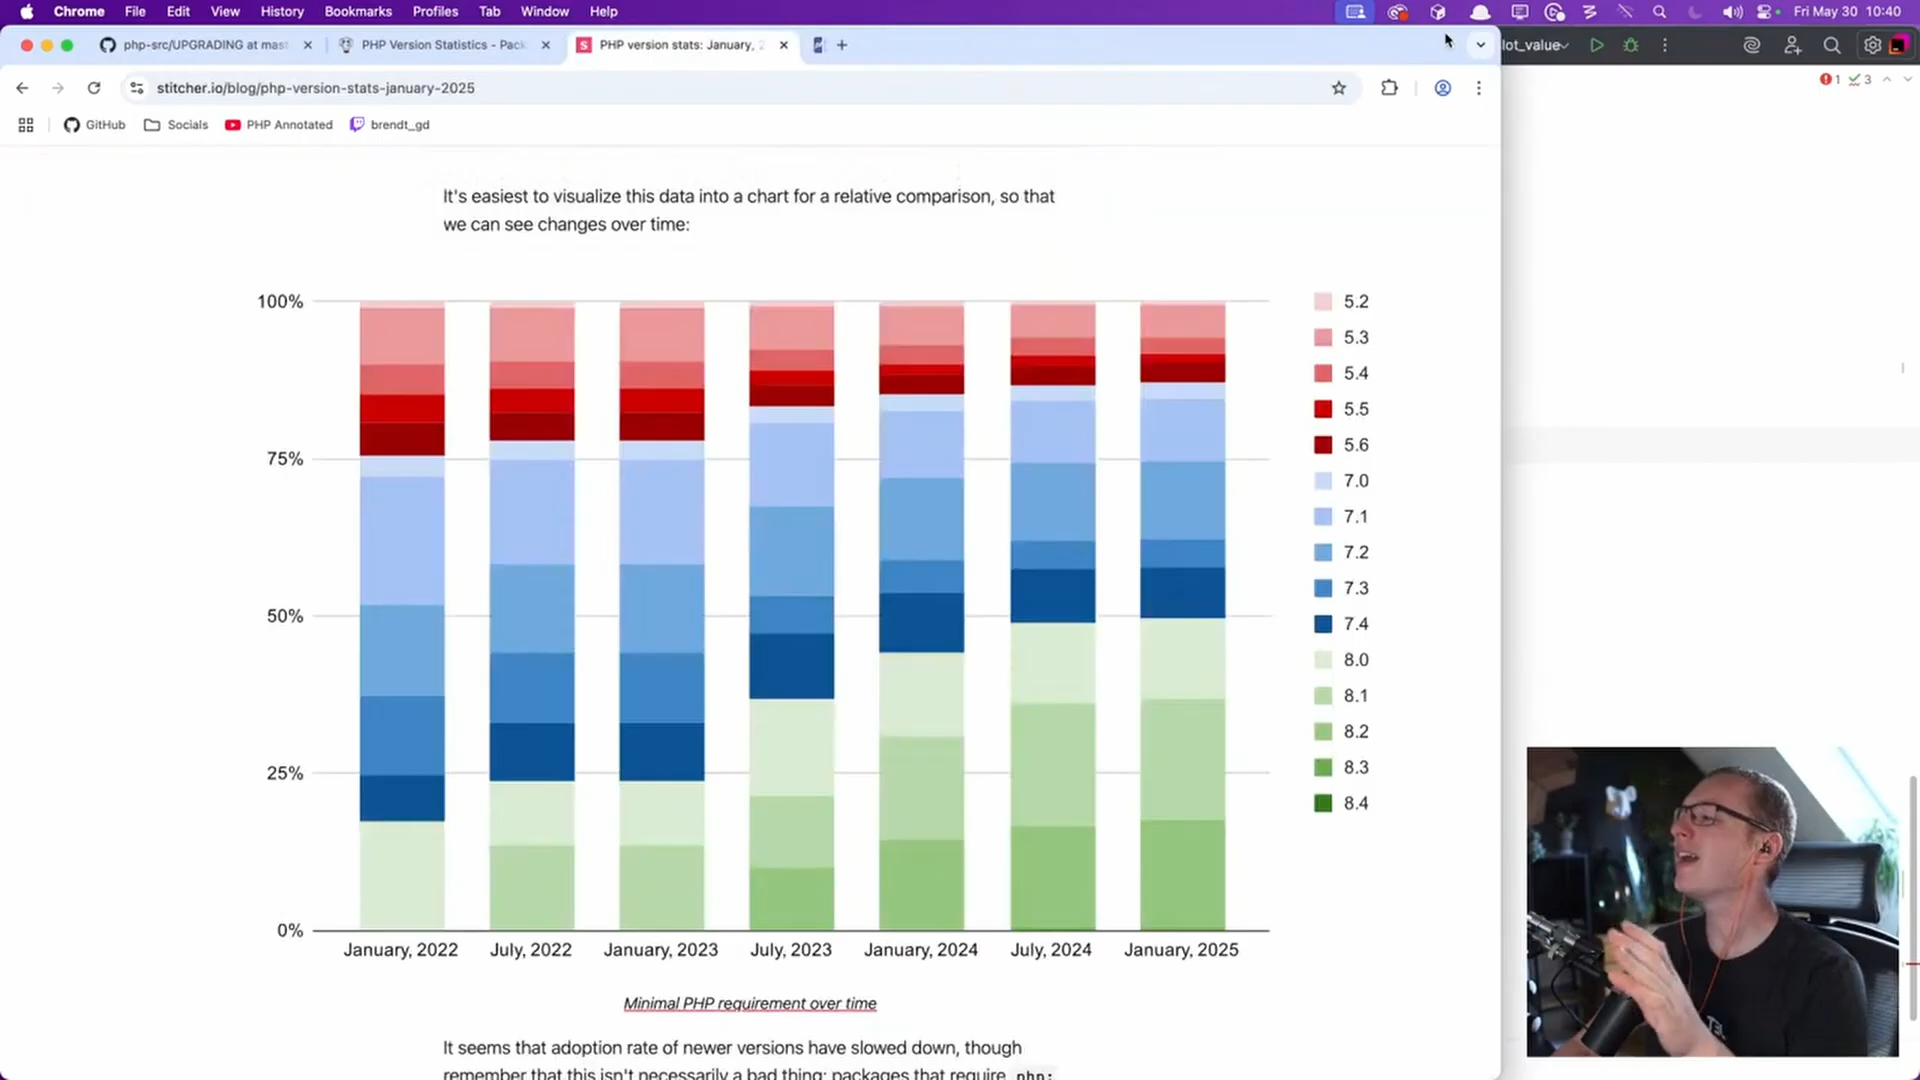 Chrome File Edit View History Bookmarks Profiles Tab Window Help Fri May 30 10:40
php-src/UPGRADING at mast PHP Version Statistics - Pack PHP version stats: January, 2 lot_value
stitcher.io/blog/php-version-stats-january-2025 1 3
GitHub Socials PHP Annotated brendt_gd
It's easiest to visualize this data into a chart for a relative comparison, so that
we can see changes over time:
100%
75%
50%
25%
0%
5.2
5.3
5.4
5.5
5.6
7.0
7.1
7.2
7.3
7.4
8.0
8.1
8.2
8.3
8.4
January, 2022 July, 2022 January, 2023 July, 2023 January, 2024 July, 2024 January, 2025
Minimal PHP requirement over time
It seems that adoption rate of newer versions have slowed down, though
remember that this isn't necessarily a bad thing: packages that require php: